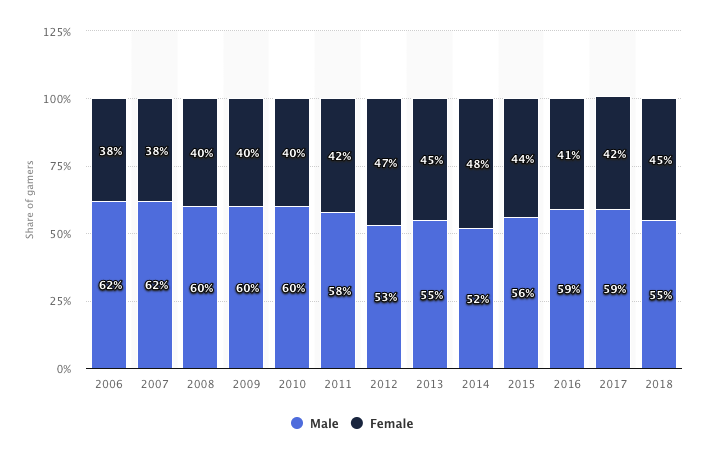 125%
100%
75%
50%
25%
0%
Share of gamers
38% 38% 40% 40% 40% 42% 47% 45% 48% 44% 41% 42% 45%
62% 62% 60% 60% 60% 58% 53% 55% 52% 56% 59% 59% 55%
2006 2007 2008 2009 2010 2011 2012 2013 2014 2015 2016 2017 2018
Male Female